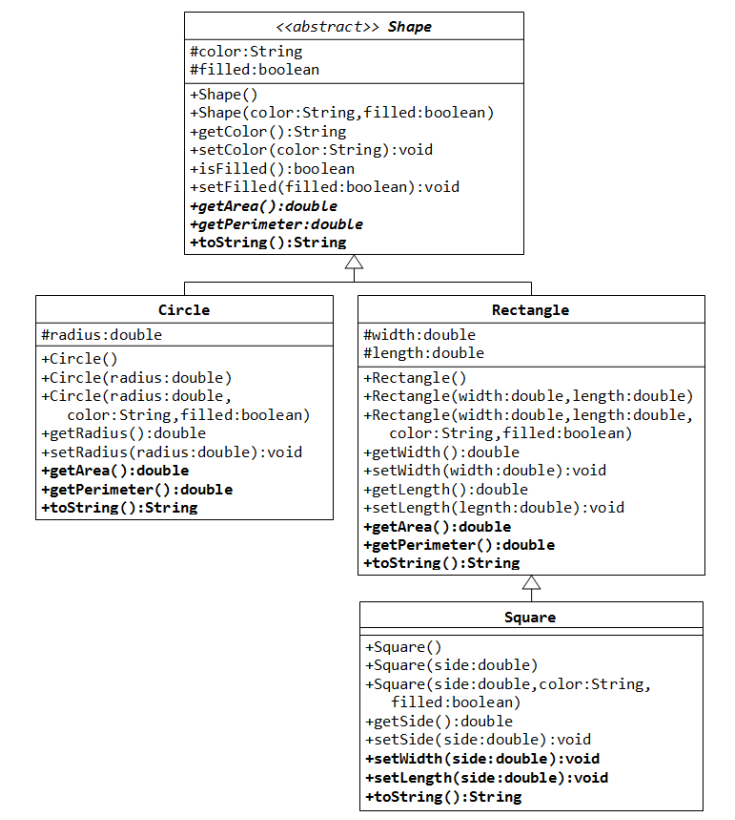 <<abstract>> Shape
#color:String
#filled:boolean
+Shape()
+Shape(color:String,filled:boolean)
+getColor():String
+setColor(color:String):void
+isFilled():boolean
+setFilled(filled:boolean):void
+getArea():double
+getPerimeter:double
+toString():String
Circle
#radius:double
+Circle()
+Circle(radius:double)
+Circle(radius:double,
color:String,filled:boolean)
+getRadius():double
+setRadius(radius:double):void
+getArea():double
+getPerimeter():double
+toString():String
Rectangle
#width:double
#length:double
+Rectangle()
+Rectangle(width:double,length:double)
+Rectangle(width:double,length:double,
color:String,filled:boolean)
+getWidth():double
+setWidth(width:double):void
+getLength():double
+setLength(legnth:double):void
+getArea():double
+getPerimeter():double
+toString():String
Square
+Square()
+Square(side:double)
+Square(side:double,color:String,
filled:boolean)
+getSide():double
+setSide(side:double):void
+setWidth(side:double):void
+setLength(side:double):void
+toString():String